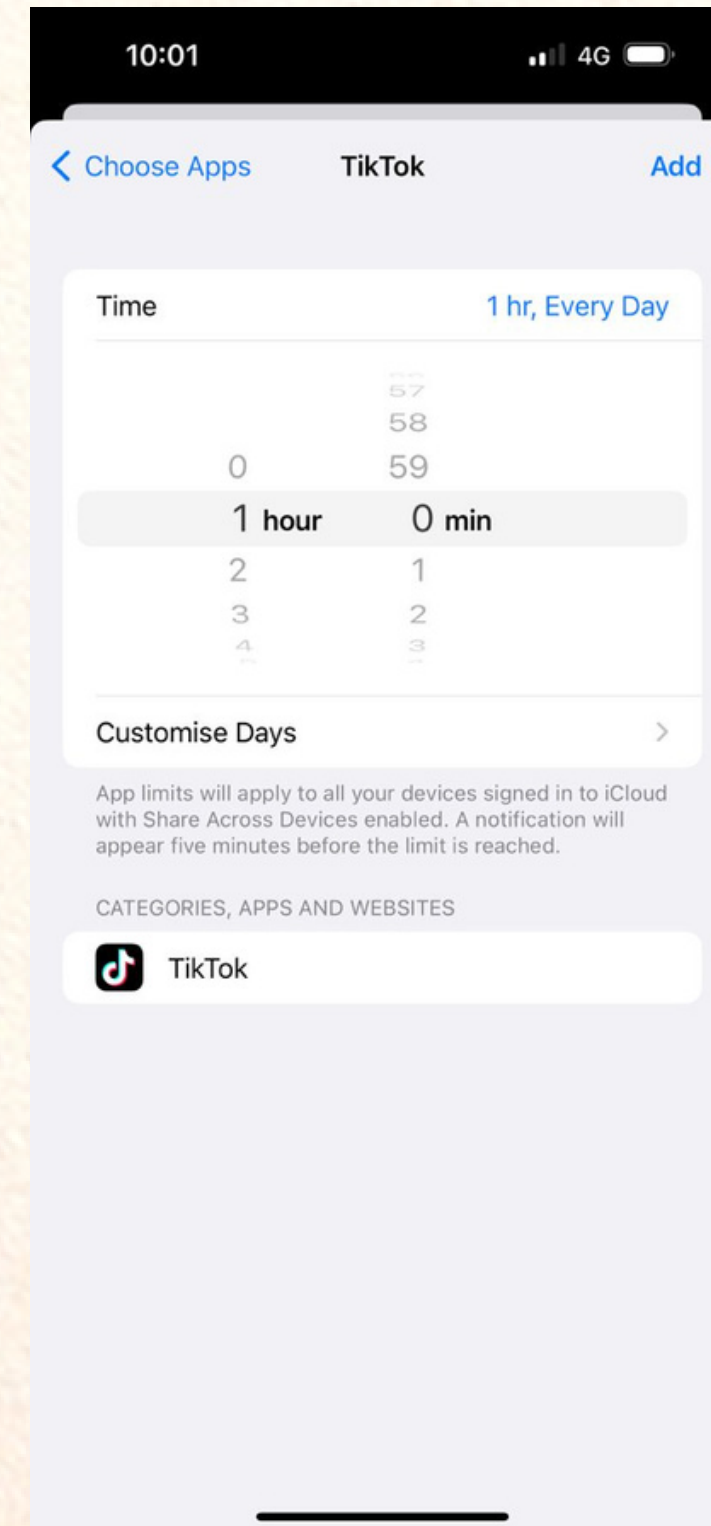 10:01
4G
Choose Apps TikTok Add
Time 1 hr, Every Day
57
58
0 59
1 hour 0 min
2 1
3 2
4 3
Customise Days
App limits will apply to all your devices signed in to iCloud
with Share Across Devices enabled. A notification will
appear five minutes before the limit is reached.
CATEGORIES, APPS AND WEBSITES
TikTok